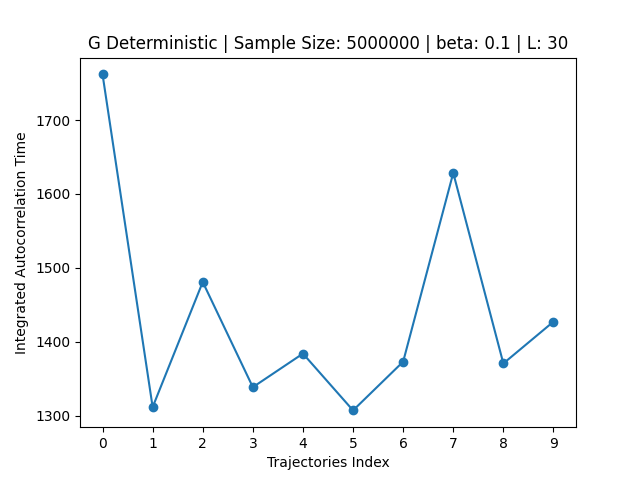 G Deterministic | Sample Size: 5000000 | beta: 0.1 | L: 30
Integrated Autocorrelation Time
1700
1600
1500
1400
1300
0 1 2 3 4 5 6 7 8 9
Trajectories Index